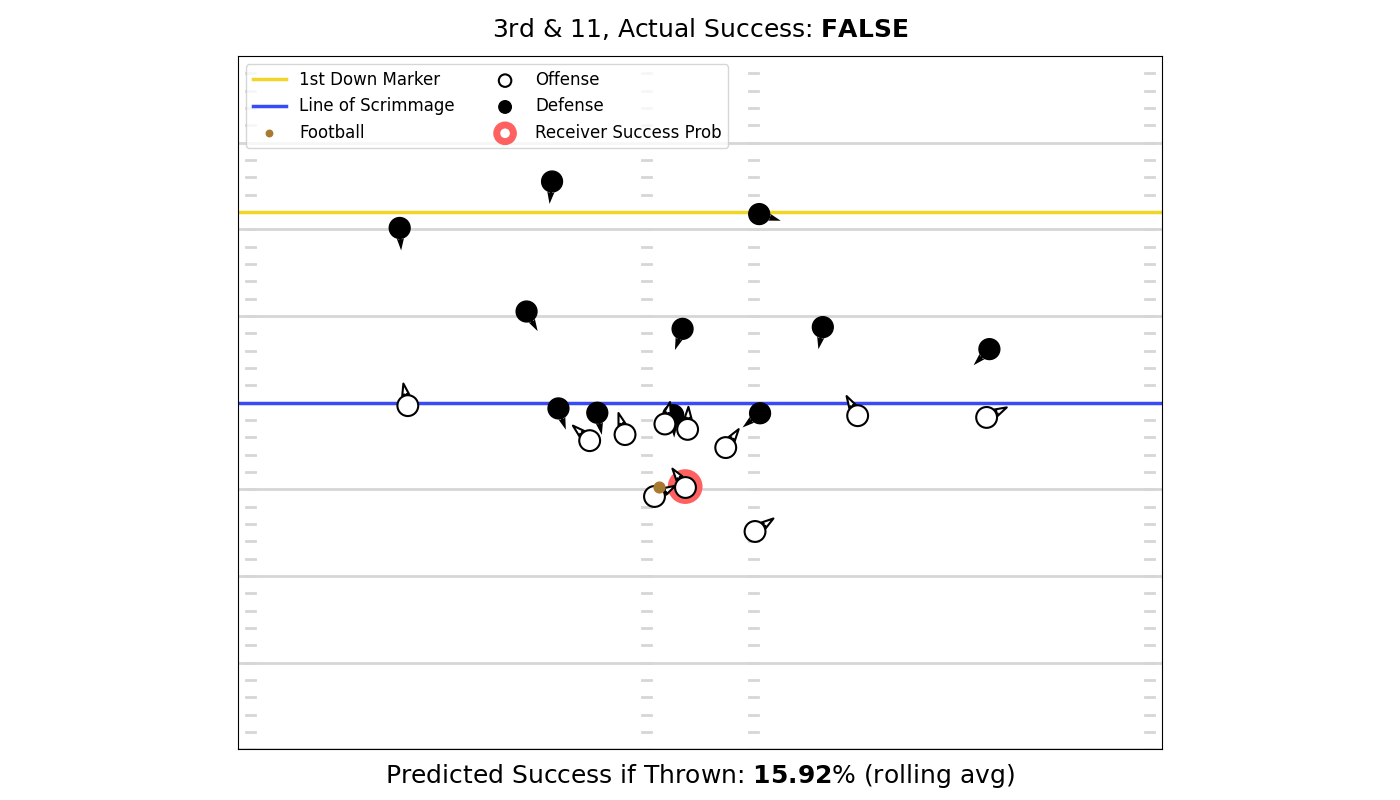 3rd & 11, Actual Success: FALSE
1st Down Marker
Line of Scrimmage
Football
Offense
Defense
Receiver Success Prob
Predicted Success if Thrown: 15.92% (rolling avg)